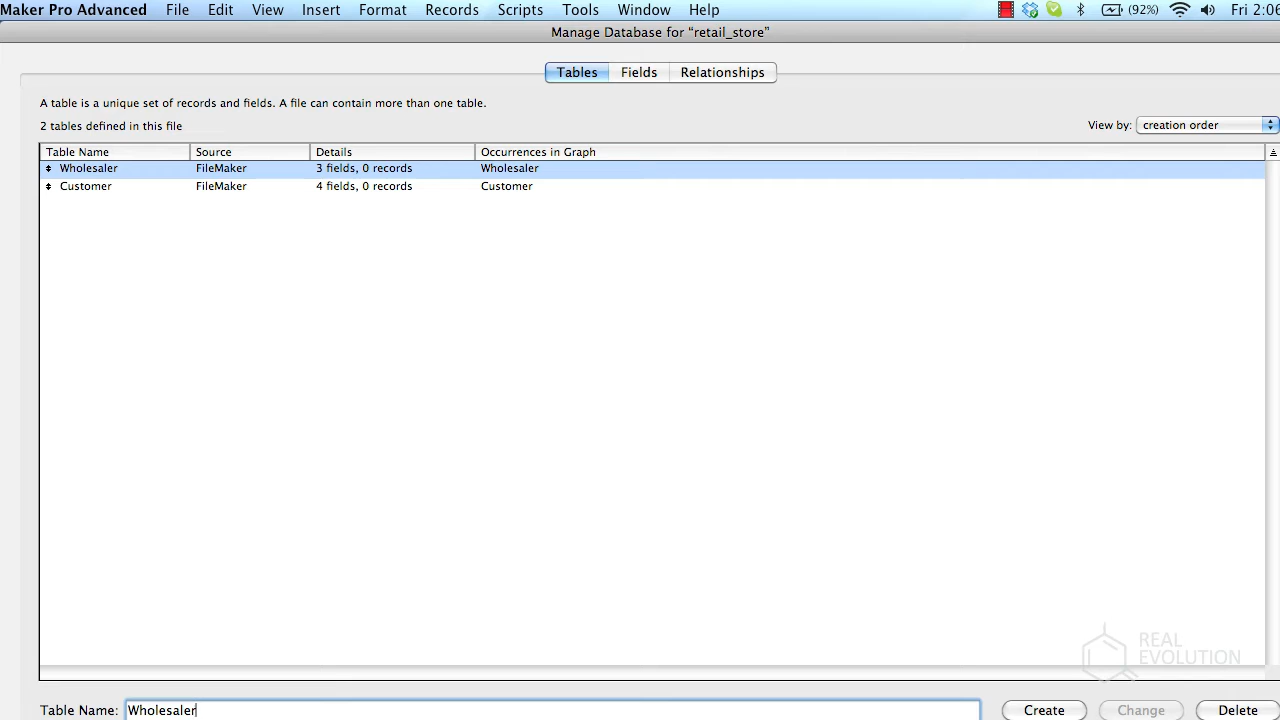 Maker Pro Advanced File Edit View Insert Format Records Scripts Tools Window Help (92%) Fri 2:06
Manage Database for “retail_store”
Tables Fields Relationships
A table is a unique set of records and fields. A file can contain more than one table.
2 tables defined in this file View by: creation order
Table Name Source Details Occurrences in Graph
Wholesaler FileMaker 3 fields, 0 records Wholesaler
Customer FileMaker 4 fields, 0 records Customer
REAL
EVOLUTION
Table Name: Wholesaler Create Change Delete